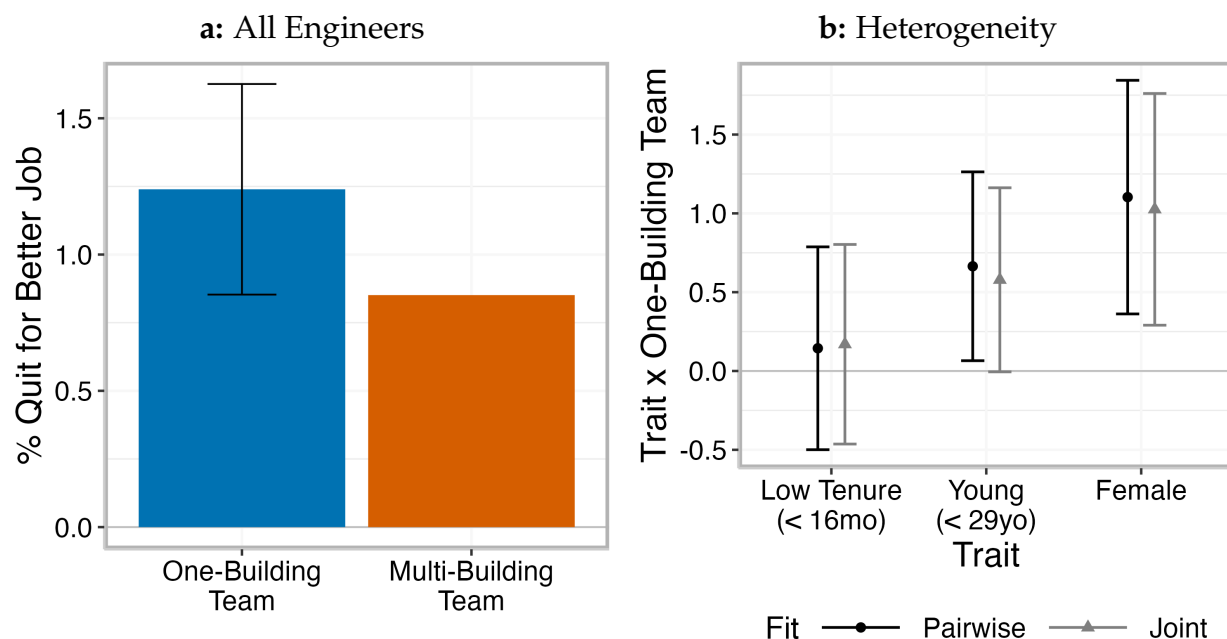 a: All Engineers
% Quit for Better Job
1.5
1.0
0.5
0.0
One-Building
Team
Multi-Building
Team
b: Heterogeneity
Trait x One-Building Team
1.5
1.0
0.5
0.0
-0.5
Low Tenure
(< 16mo)
Young
(< 29yo)
Female
Trait
Fit Pairwise Joint